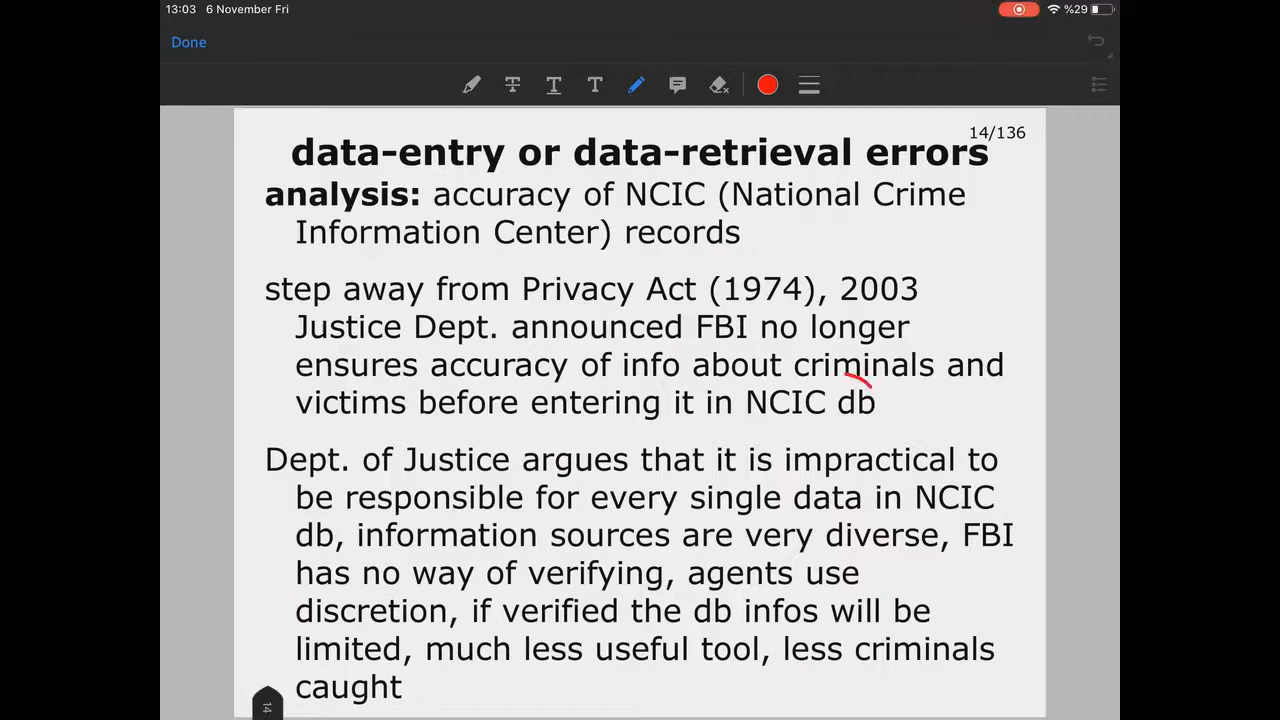 13:03 6 November Fri %29
Done
14/136
data-entry or data-retrieval errors
analysis: accuracy of NCIC (National Crime
Information Center) records
step away from Privacy Act (1974), 2003
Justice Dept. announced FBI no longer
ensures accuracy of info about criminals and
victims before entering it in NCIC db
Dept. of Justice argues that it is impractical to
be responsible for every single data in NCIC
db, information sources are very diverse, FBI
has no way of verifying, agents use
discretion, if verified the db infos will be
limited, much less useful tool, less criminals
caught
14